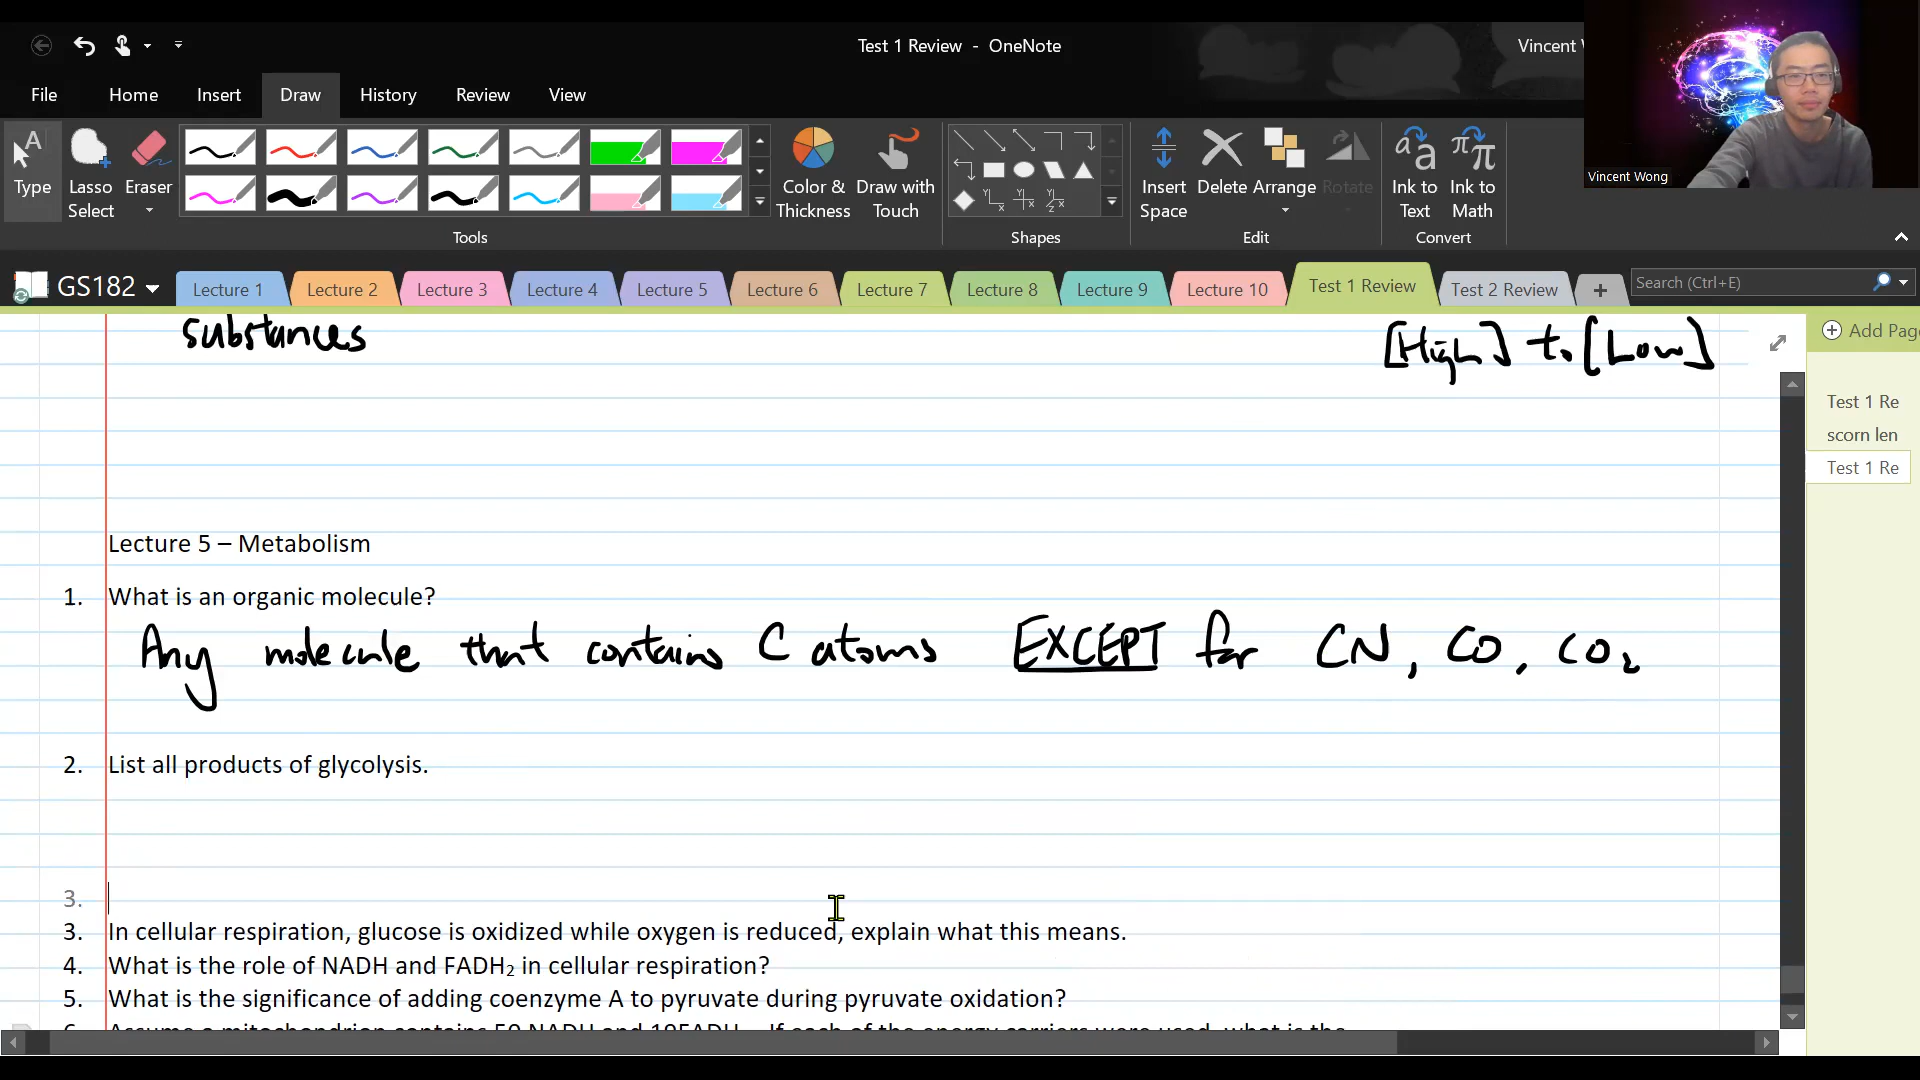 Test 1 Review - OneNote
Vincent W
File
Home
Insert
Draw
History
Review
View
Type
Lasso Select
Eraser
Color & Thickness
Draw with Touch
Insert Space
Delete
Arrange
Rotate
Ink to Text
Ink to Math
Tools
Shapes
Edit
Convert
Vincent Wong
GS182
Lecture 1
Lecture 2
Lecture 3
Lecture 4
Lecture 5
Lecture 6
Lecture 7
Lecture 8
Lecture 9
Lecture 10
Test 1 Review
Test 2 Review
Search (Ctrl+E)
Add Pag
Test 1 Re
scorn len
Test 1 Re
substances
[High] to [Low]
Lecture 5 – Metabolism
1. What is an organic molecule?
Any molecule that contains C atoms EXCEPT for CN, CO, CO₂
2. List all products of glycolysis.
3.
3. In cellular respiration, glucose is oxidized while oxygen is reduced, explain what this means.
4. What is the role of NADH and FADH₂ in cellular respiration?
5. What is the significance of adding coenzyme A to pyruvate during pyruvate oxidation?